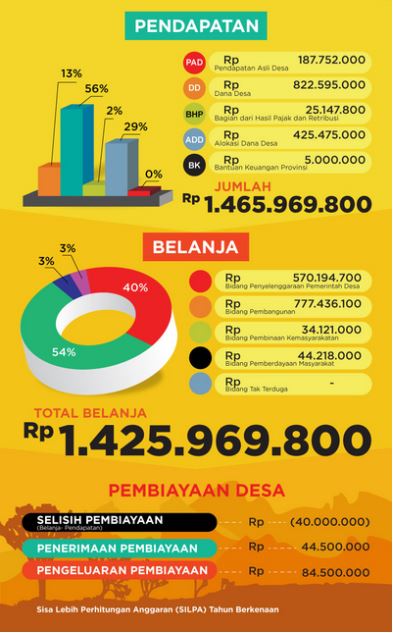 PENDAPATAN
13%
56%
2%
29%
0%
PAD Rp 187.752.000
Pendapatan Asli Desa
DD Rp 822.595.000
Dana Desa
BHP Rp 25.147.800
Bagian dari Hasil Pajak dan Retribusi
ADD Rp 425.475.000
Alokasi Dana Desa
BK Rp 5.000.000
Bantuan Keuangan Provinsi
JUMLAH
Rp 1.465.969.800
BELANJA
3%
3%
40%
54%
Rp 570.194.700
Bidang Penyelenggaraan Pemerintah Desa
Rp 777.436.100
Bidang Pembangunan
Rp 34.121.000
Bidang Pembinaan Kemasyarakatan
Rp 44.218.000
Bidang Pemberdayaan Masyarakat
Rp -
Bidang Tak Terduga
TOTAL BELANJA
Rp 1.425.969.800
PEMBIAYAAN DESA
SELISIH PEMBIAYAAN Rp (40.000.000)
(Belanja- Pendapatan)
PENERIMAAN PEMBIAYAAN Rp 44.500.000
PENGELUARAN PEMBIAYAAN Rp 84.500.000
Sisa Lebih Perhitungan Anggaran (SILPA) Tahun Berkenaan